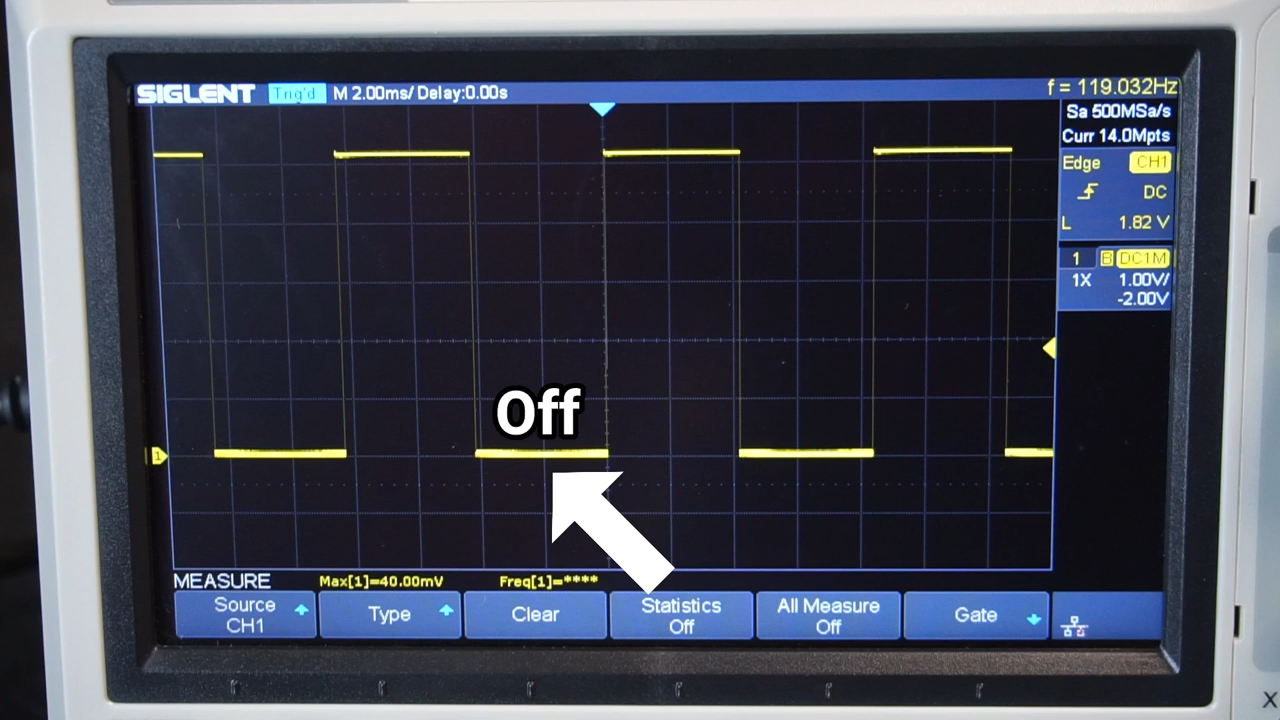 SIGLENT Trig'd M 2.00ms/ Delay:0.00s f = 119.032Hz
Sa 500MSa/s
Curr 14.0Mpts
Edge CH1
DC
L 1.82 V
1 B DC1M
1X 1.00V/
-2.00V
Off
1
MEASURE Max[1]=40.00mV Freq[1]=****
Source
CH1
Type
Clear
Statistics
Off
All Measure
Off
Gate
X